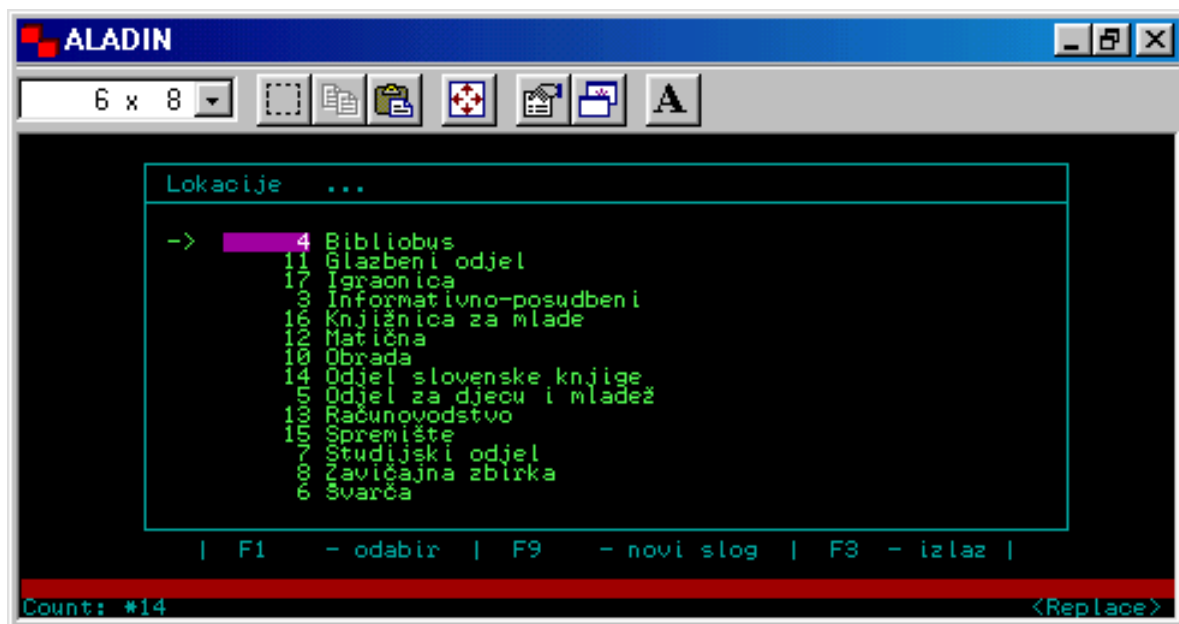 ALADIN
6 x 8 A
Lokacije ...
-> 4 Bibliobus
11 Glazbeni odjel
17 Igraonica
3 Informativno-posudbeni
16 Knjižnica za mlade
12 Matična
10 Obrada
14 Odjel slovenske knjige
5 Odjel za djecu i mladež
13 Računovodstvo
15 Spremište
7 Studijski odjel
8 Zavičajna zbirka
6 Švarča
| F1 - odabir | F9 - novi slog | F3 - izlaz |
Count: *14 <Replace>